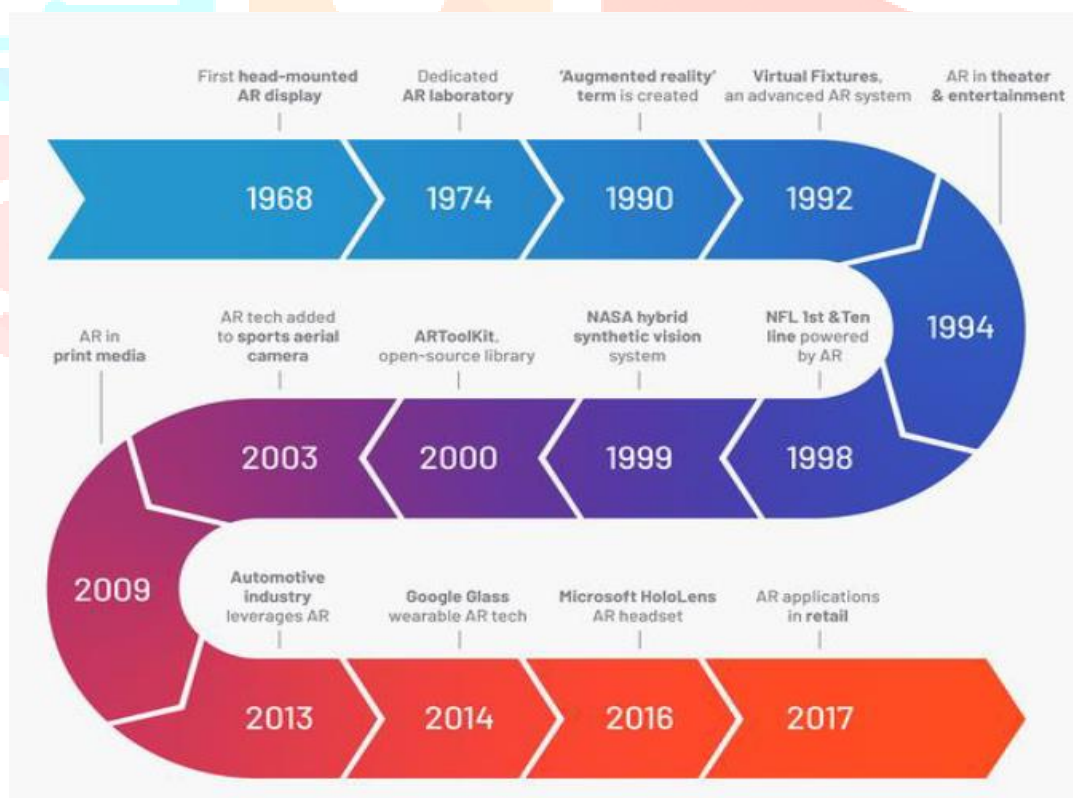 First head-mounted
AR display
Dedicated
AR laboratory
'Augmented reality'
term is created
Virtual Fixtures,
an advanced AR system
AR in theater
& entertainment
1968
1974
1990
1992
1994
NFL 1st & Ten
line powered
by AR
NASA hybrid
synthetic vision
system
ARToolKit,
open-source library
AR tech added
to sports aerial
camera
AR in
print media
1998
1999
2000
2003
2009
Automotive
industry
leverages AR
Google Glass
wearable AR tech
Microsoft HoloLens
AR headset
AR applications
in retail
2013
2014
2016
2017